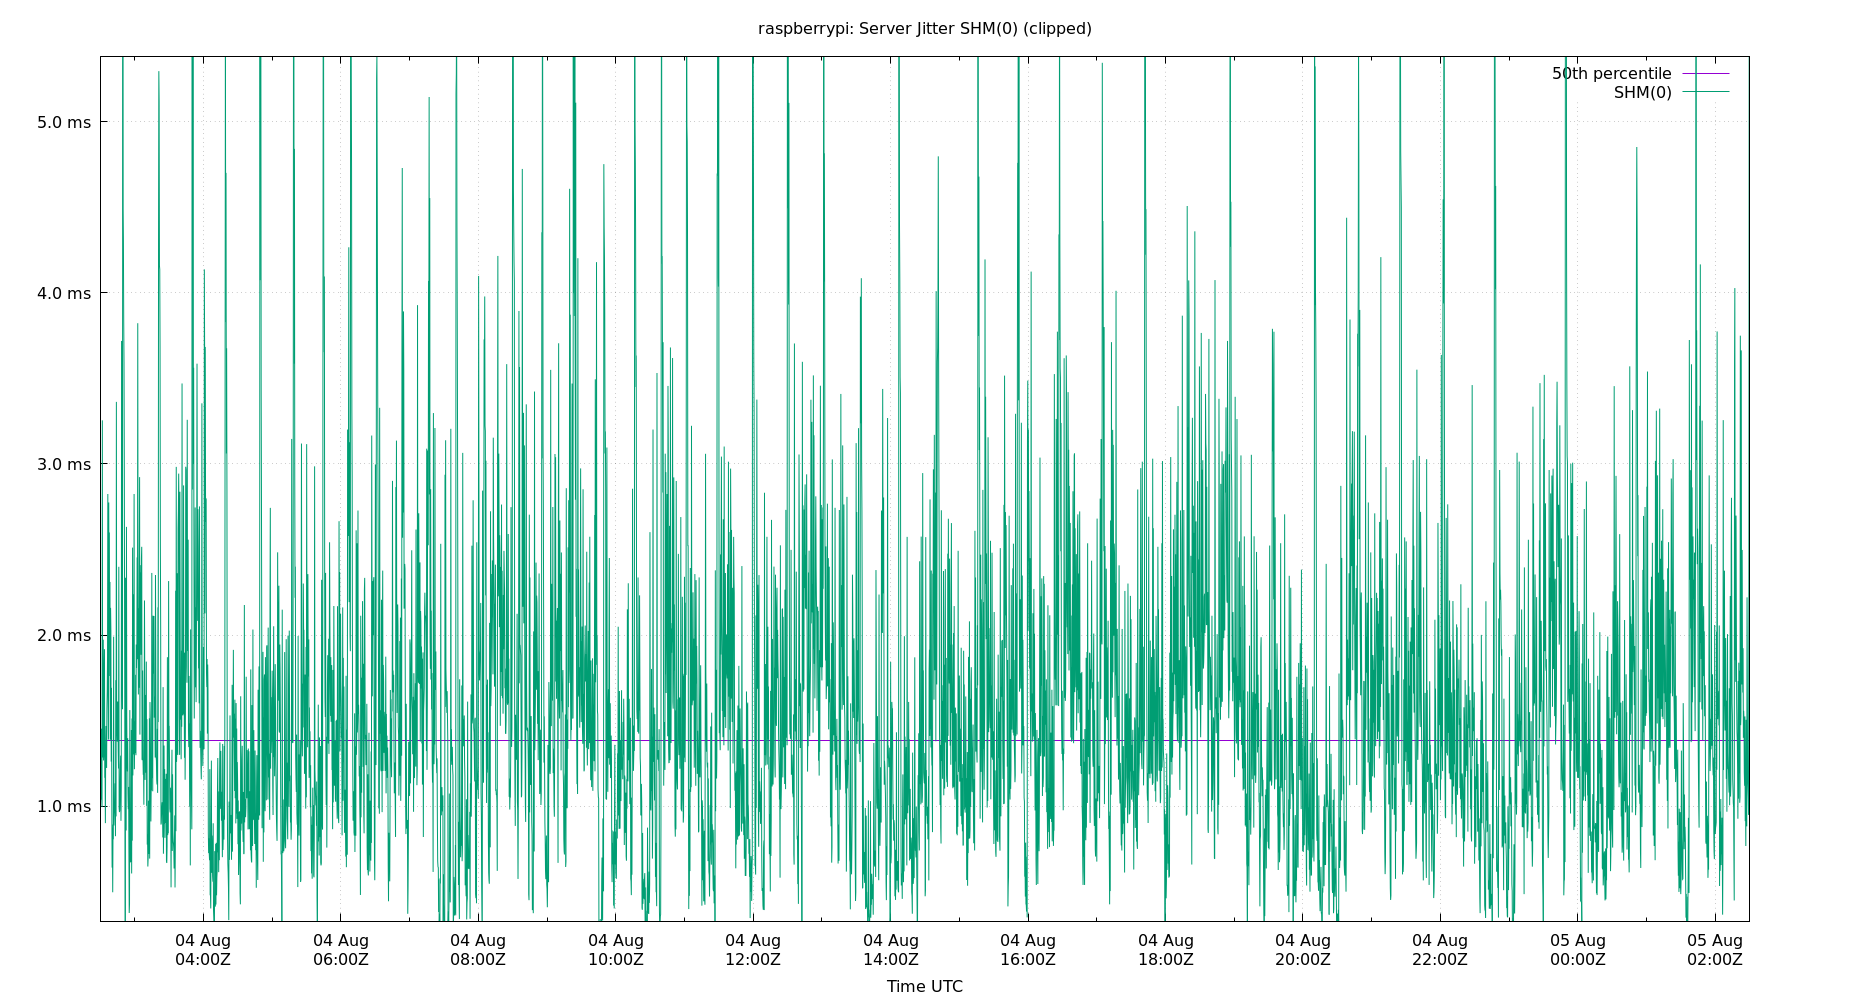 raspberrypi: Server Jitter SHM(0) (clipped)
50th percentile
SHM(0)
5.0 ms
4.0 ms
3.0 ms
2.0 ms
1.0 ms
04 Aug 04 Aug 04 Aug 04 Aug 04 Aug 04 Aug 04 Aug 04 Aug 04 Aug 04 Aug 05 Aug 05 Aug
04:00Z 06:00Z 08:00Z 10:00Z 12:00Z 14:00Z 16:00Z 18:00Z 20:00Z 22:00Z 00:00Z 02:00Z
Time UTC